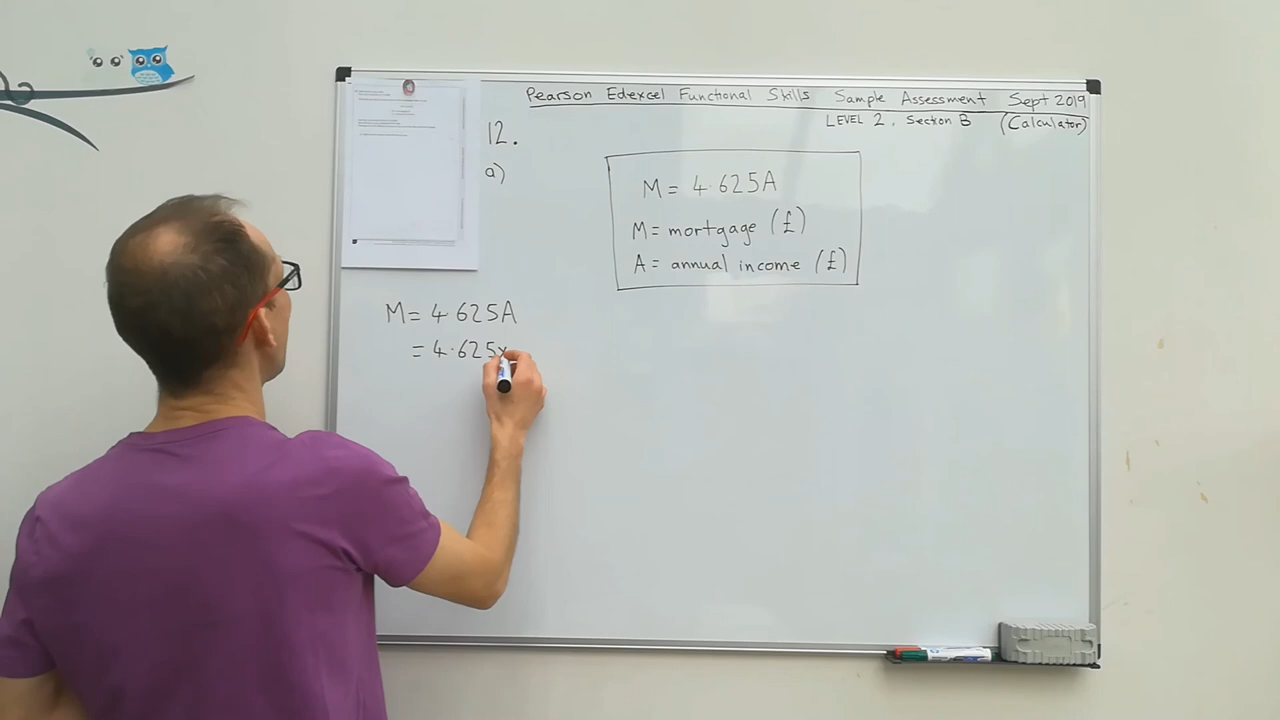 Pearson Edexcel Functional Skills Sample Assessment Sept 2019
LEVEL 2, Section B (Calculator)
12.
a)
M = 4·625A
M = mortgage (£)
A = annual income (£)
M = 4·625A
= 4·625×